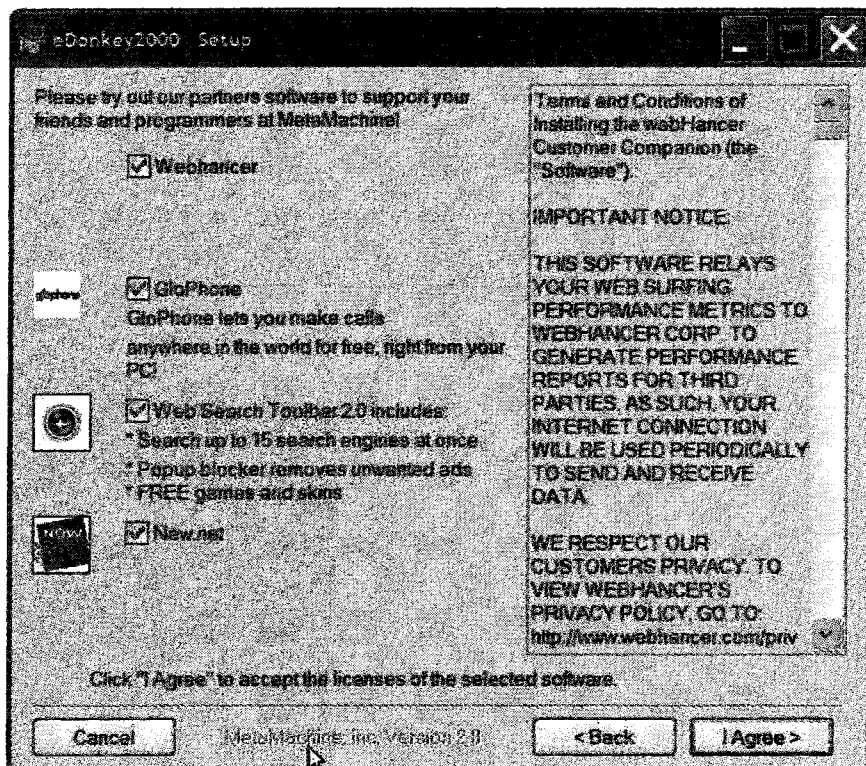 eDonkey2000 Setup
Please try out our partners software to support your
friends and programmers at MetaMachine!
Webhancer
glophone
GloPhone
GloPhone lets you make calls
anywhere in the world for free, right from your
PC!
Web Search Toolbar 2.0 includes:
* Search up to 15 search engines at once
* Popup blocker removes unwanted ads
* FREE games and skins
NEW
New.net
Terms and Conditions of
Installing the webHancer
Customer Companion (the
"Software").
IMPORTANT NOTICE:
THIS SOFTWARE RELAYS
YOUR WEB SURFING
PERFORMANCE METRICS TO
WEBHANCER CORP. TO
GENERATE PERFORMANCE
REPORTS FOR THIRD
PARTIES. AS SUCH, YOUR
INTERNET CONNECTION
WILL BE USED PERIODICALLY
TO SEND AND RECEIVE
DATA.
WE RESPECT OUR
CUSTOMERS PRIVACY. TO
VIEW WEBHANCER'S
PRIVACY POLICY, GO TO:
http://www.webhancer.com/priv
Click "I Agree" to accept the licenses of the selected software.
Cancel
MetaMachine, Inc. Version 2.0
< Back
I Agree >